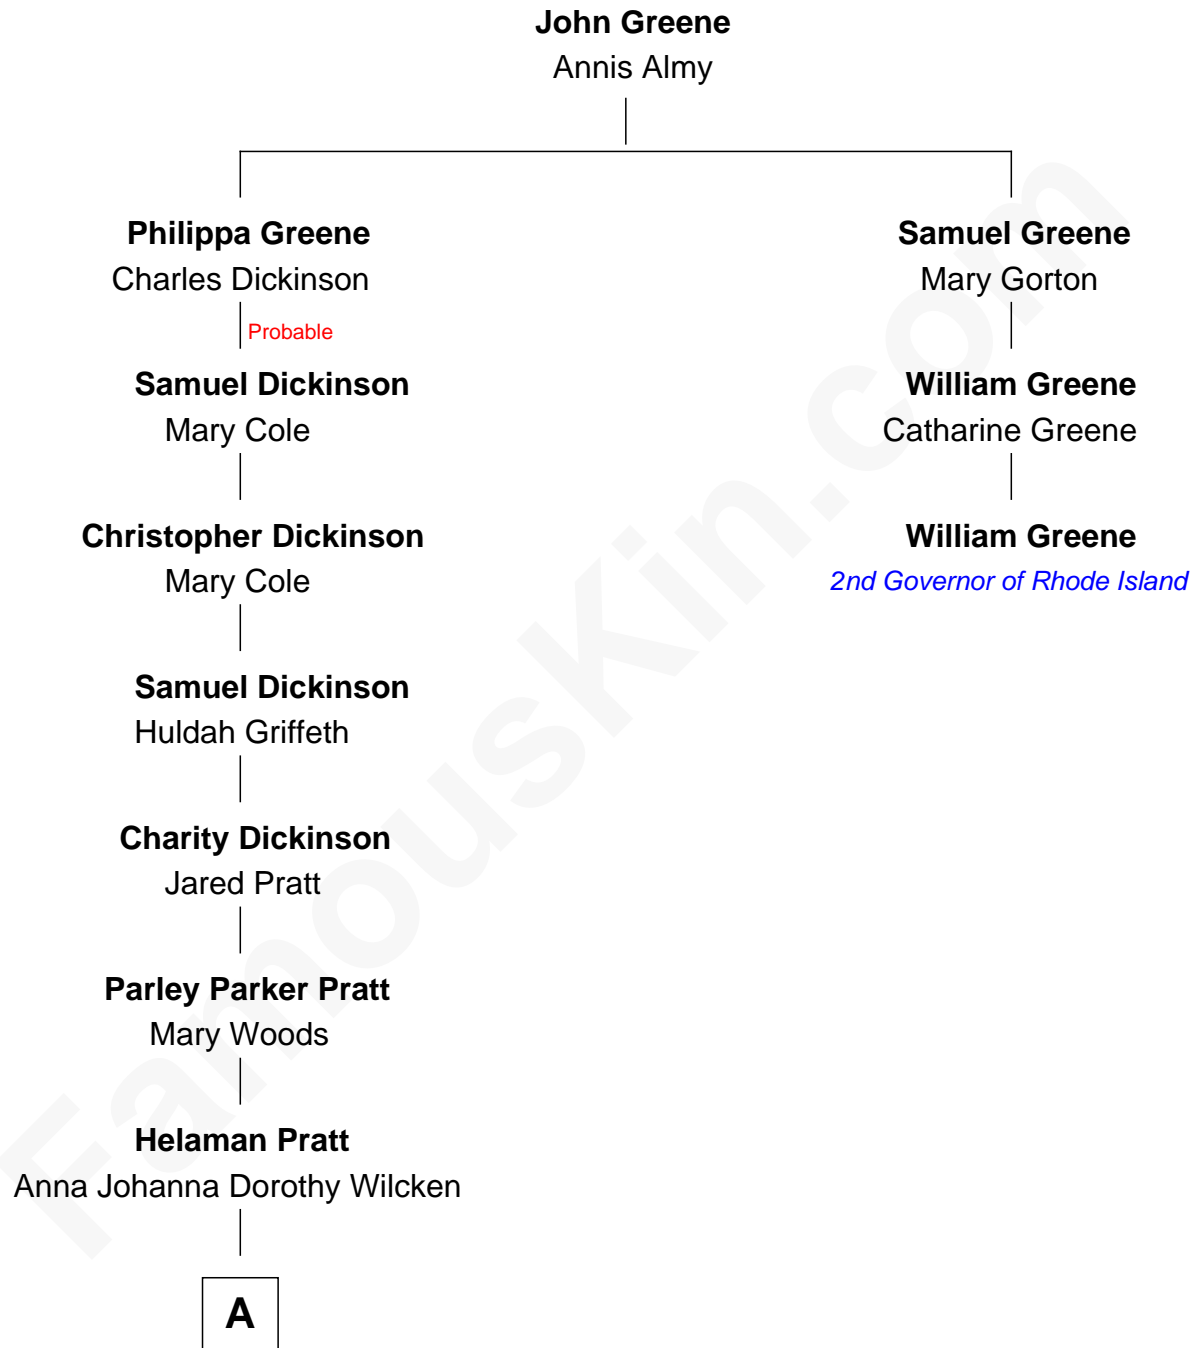 John Greene
Annis Almy
Philippa Greene
Charles Dickinson
Samuel Greene
Mary Gorton
Probable
Samuel Dickinson
Mary Cole
William Greene
Catharine Greene
Christopher Dickinson
Mary Cole
William Greene
2nd Governor of Rhode Island
Samuel Dickinson
Huldah Griffeth
Charity Dickinson
Jared Pratt
Parley Parker Pratt
Mary Woods
Helaman Pratt
Anna Johanna Dorothy Wilcken
A
FamousKin.com